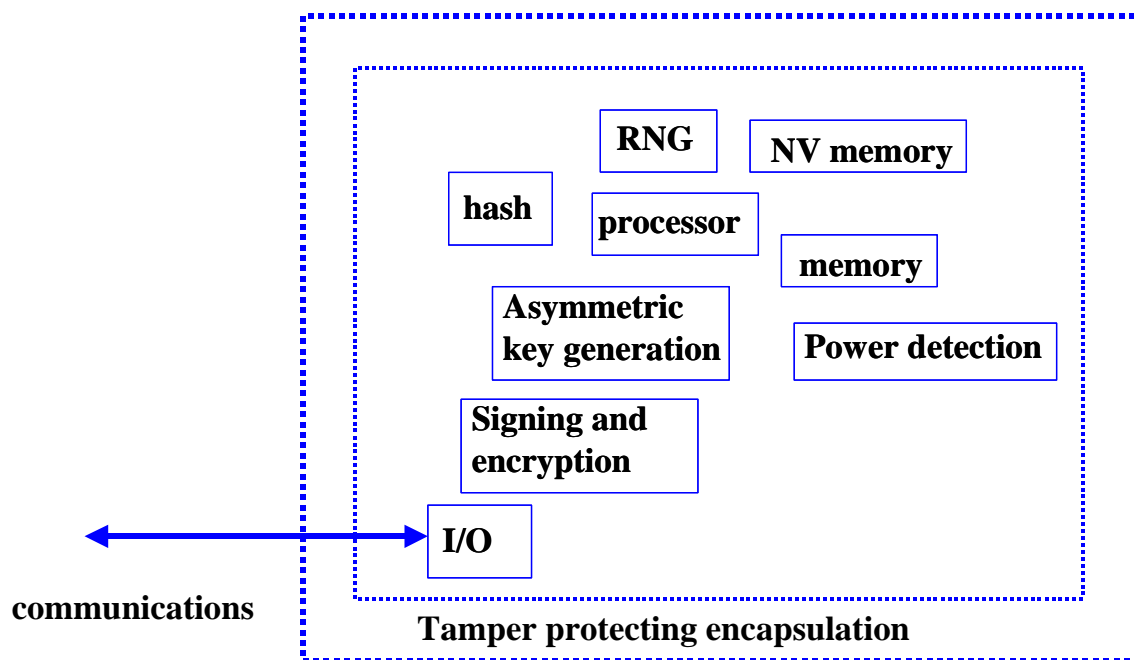 RNG
NV memory
hash
processor
memory
Asymmetric
key generation
Power detection
Signing and
encryption
I/O
communications
Tamper protecting encapsulation